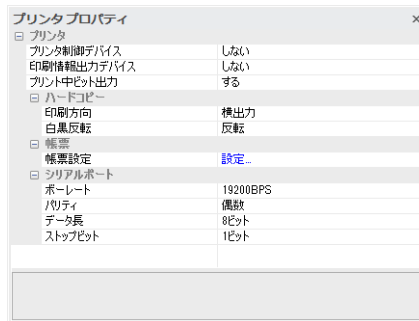 プリンタ プロパティ ×
プリンタ
プリンタ制御デバイス しない
印刷情報出力デバイス しない
プリント中ビット出力 する
ハードコピー
印刷方向 横出力
白黒反転 反転
帳票
帳票設定 設定...
シリアルポート
ボーレート 19200BPS
パリティ 偶数
データ長 8ビット
ストップビット 1ビット